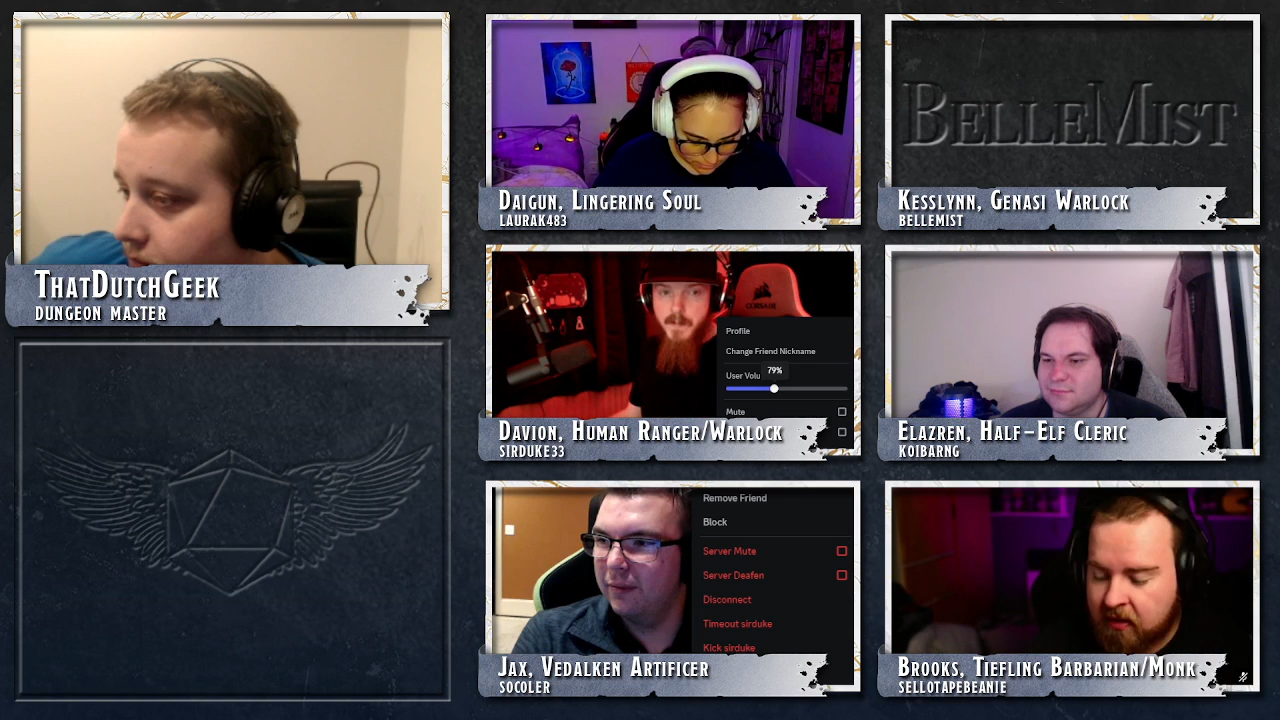 ThatDutchGeek
Dungeon Master
Daigun, Lingering Soul
laurak483
BelleMist
Kesslynn, Genasi Warlock
BelleMist
CORSAIR
Profile
Change Friend Nickname
User Volu
79%
Mute
Davion, Human Ranger/Warlock
SirDuke33
Elazren, Half-Elf Cleric
KoiBarng
Remove Friend
Block
Server Mute
Server Deafen
Disconnect
Timeout sirduke
Kick sirduke
Jax, Vedalken Artificer
Socoler
Brooks, Tiefling Barbarian/Monk
SellotapeBeanie